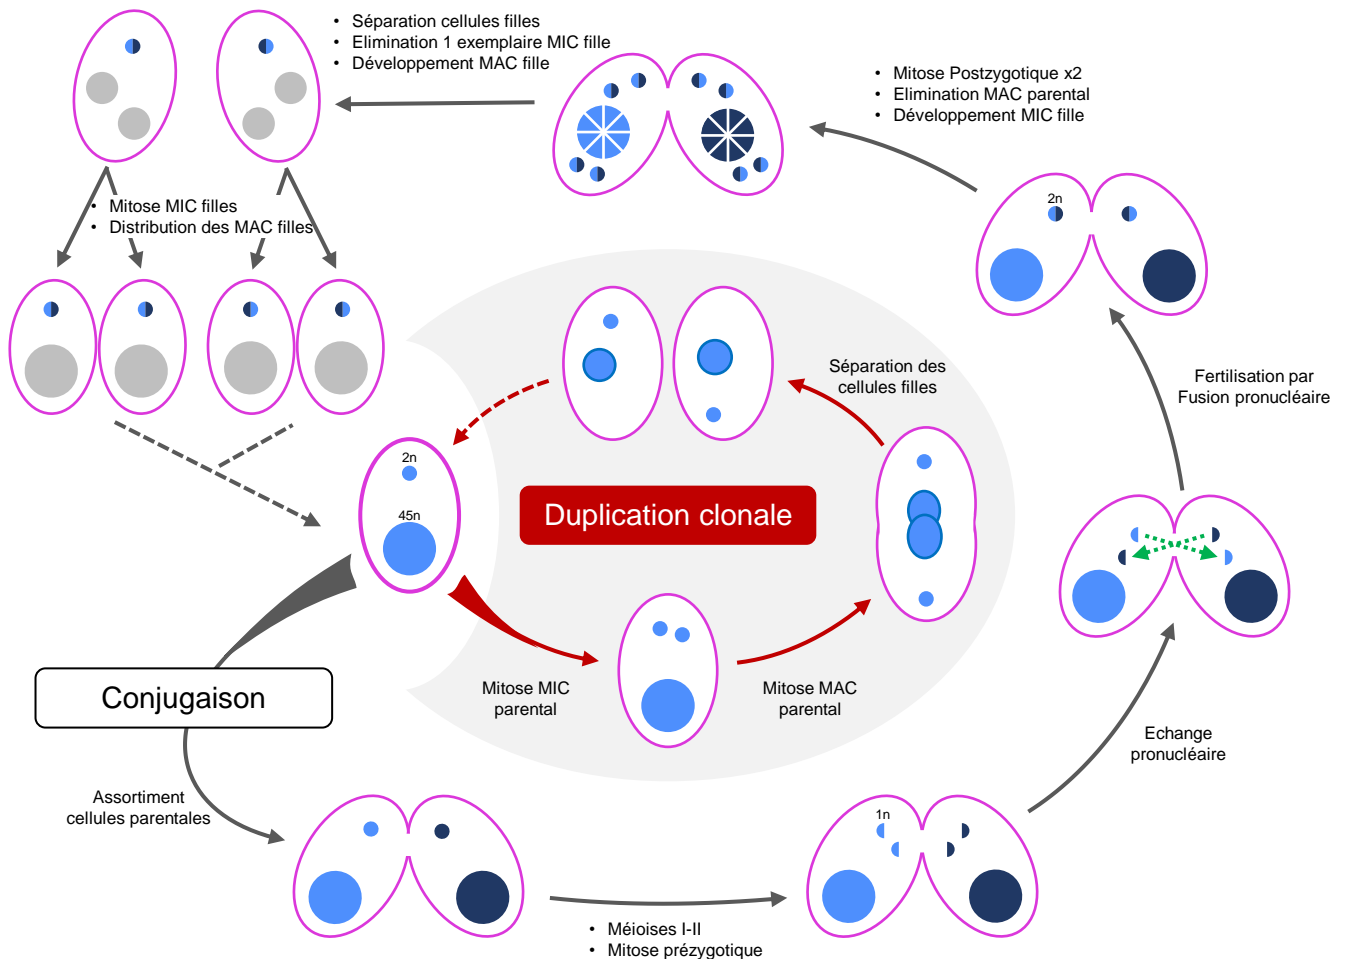 • Séparation cellules filles
• Elimination 1 exemplaire MIC fille
• Développement MAC fille
• Mitose Postzygotique x2
• Elimination MAC parental
• Développement MIC fille
• Mitose MIC filles
• Distribution des MAC filles
2n
Séparation des
cellules filles
Fertilisation par
Fusion pronucléaire
2n
45n
Duplication clonale
Mitose MIC
parental
Mitose MAC
parental
Conjugaison
Echange
pronucléaire
Assortiment
cellules parentales
1n
• Méioises I-II
• Mitose prézygotique